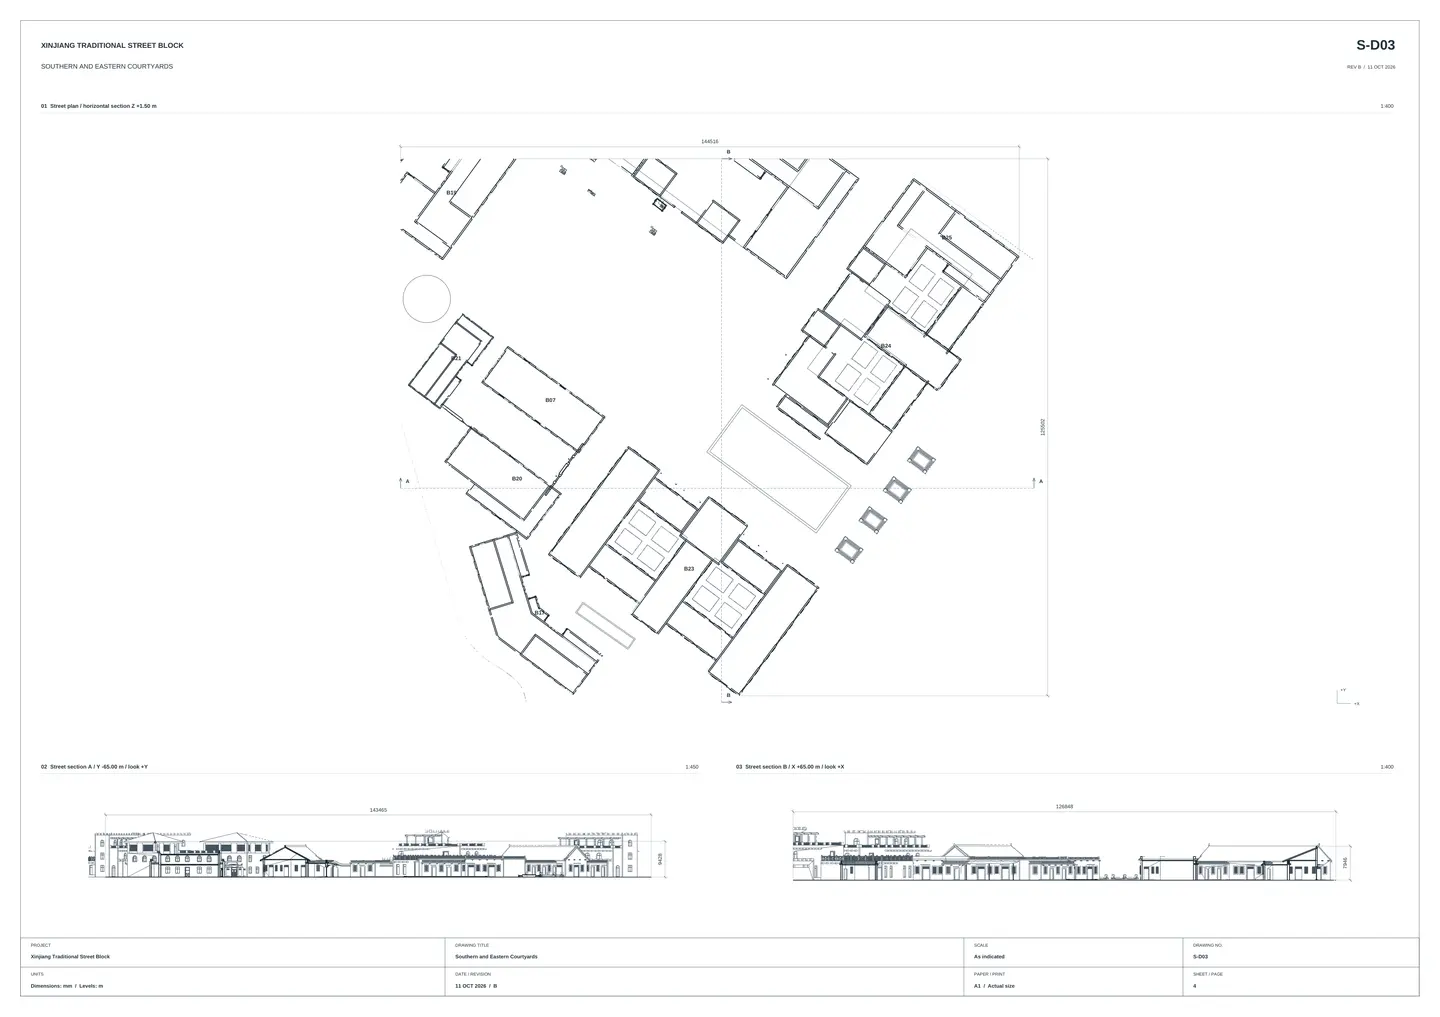 XINJIANG TRADITIONAL STREET BLOCK
S-D03
SOUTHERN AND EASTERN COURTYARDS
REV B / 11 OCT 2026
01 Street plan / horizontal section Z +1.50 m
1:400
144516
B
B19
B25
B24
B21
B07
125502
B20
A
A
B23
B
+Y
+X
02 Street section A / Y -65.00 m / look +Y
1:450
03 Street section B / X +65.00 m / look +X
1:400
143465
9428
126848
7946
PROJECT
Xinjiang Traditional Street Block
DRAWING TITLE
Southern and Eastern Courtyards
SCALE
As indicated
DRAWING NO.
S-D03
UNITS
Dimensions: mm / Levels: m
DATE / REVISION
11 OCT 2026 / B
PAPER / PRINT
A1 / Actual size
SHEET / PAGE
4